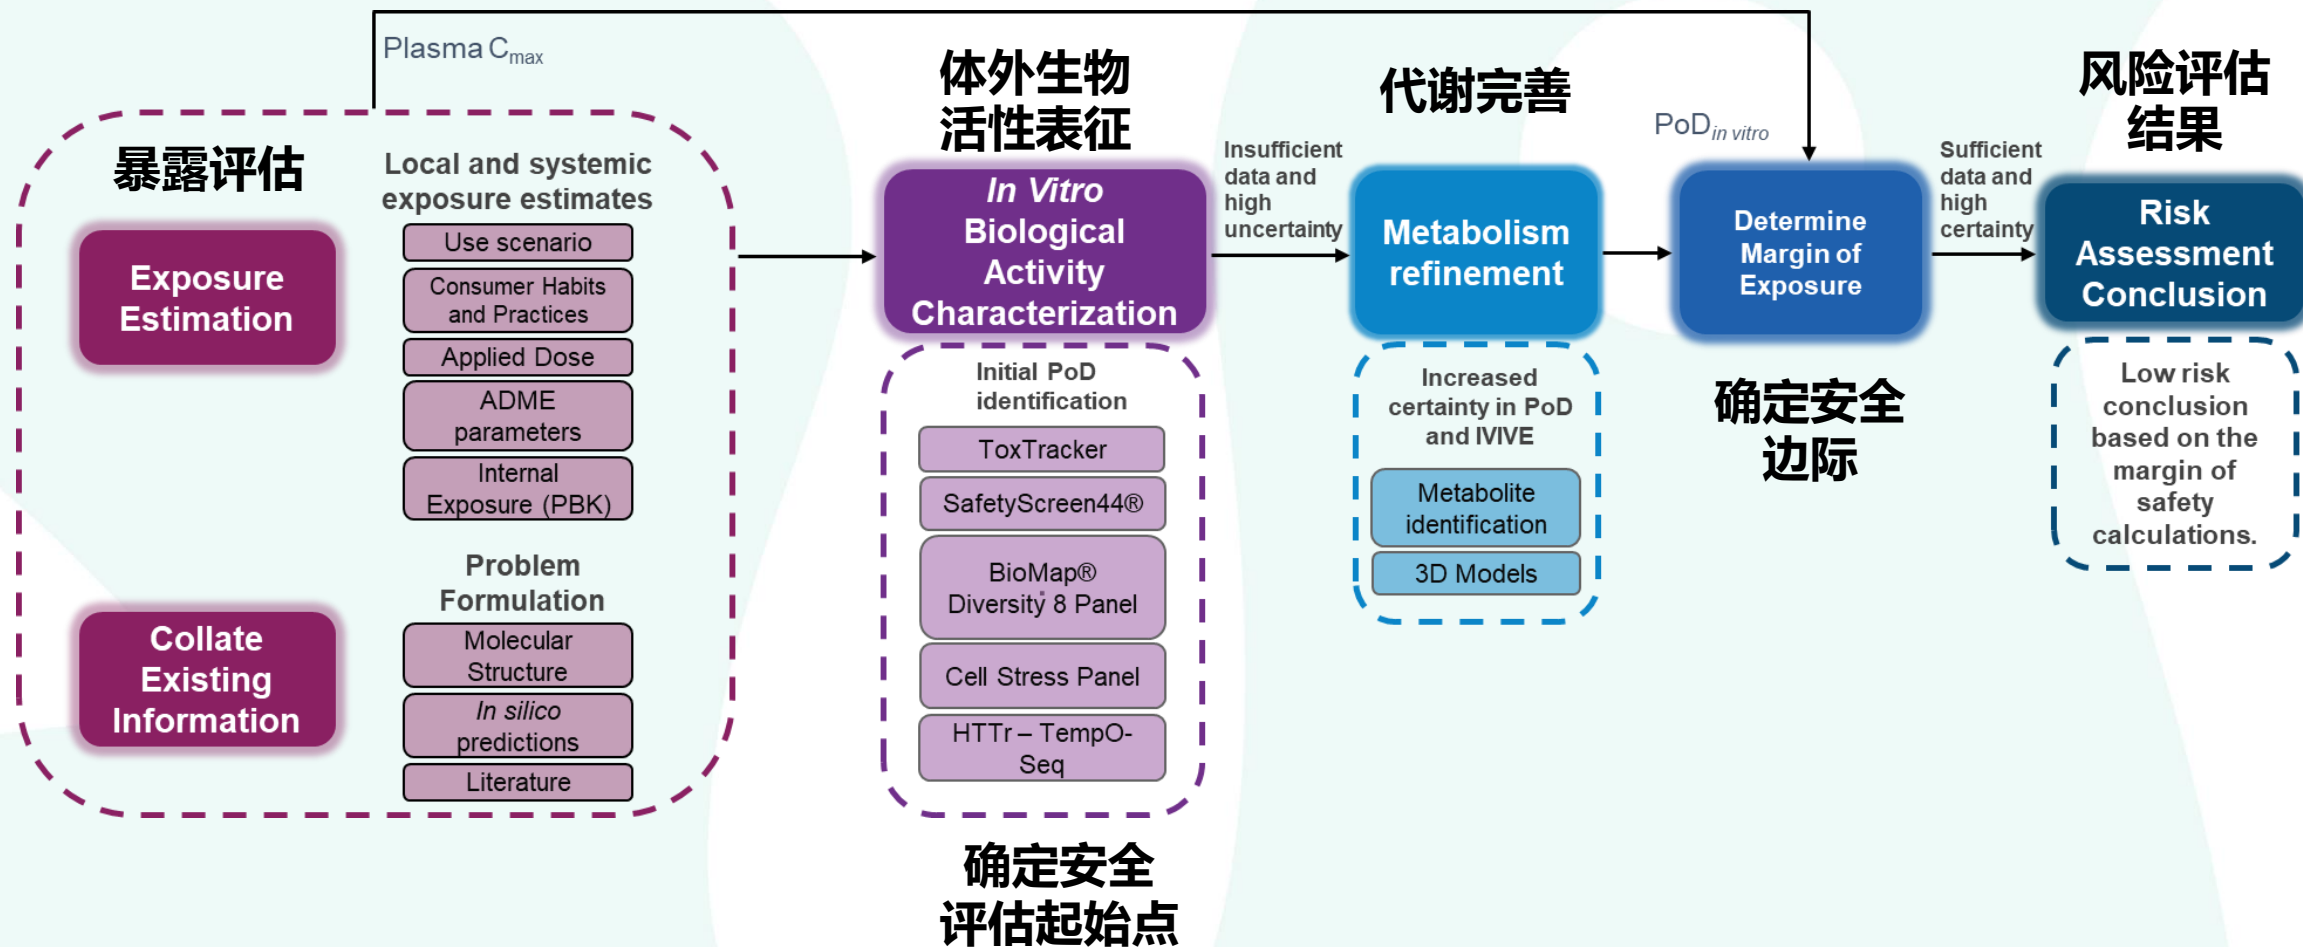 Plasma Cmax
暴露评估
Local and systemic
exposure estimates
Exposure
Estimation
Use scenario
Consumer Habits
and Practices
Applied Dose
ADME
parameters
Internal
Exposure (PBK)
Collate
Existing
Information
Problem
Formulation
Molecular
Structure
In silico
predictions
Literature
体外生物
活性表征
In Vitro
Biological
Activity
Characterization
Initial PoD
identification
ToxTracker
SafetyScreen44®
BioMap®
Diversity 8 Panel
Cell Stress Panel
HTTr – TempO-
Seq
确定安全
评估起始点
Insufficient
data and
high
uncertainty
代谢完善
Metabolism
refinement
Increased
certainty in PoD
and IVIVE
Metabolite
identification
3D Models
PoDin vitro
Determine
Margin of
Exposure
确定安全
边际
Sufficient
data and
high
certainty
风险评估
结果
Risk
Assessment
Conclusion
Low risk
conclusion
based on the
margin of
safety
calculations.